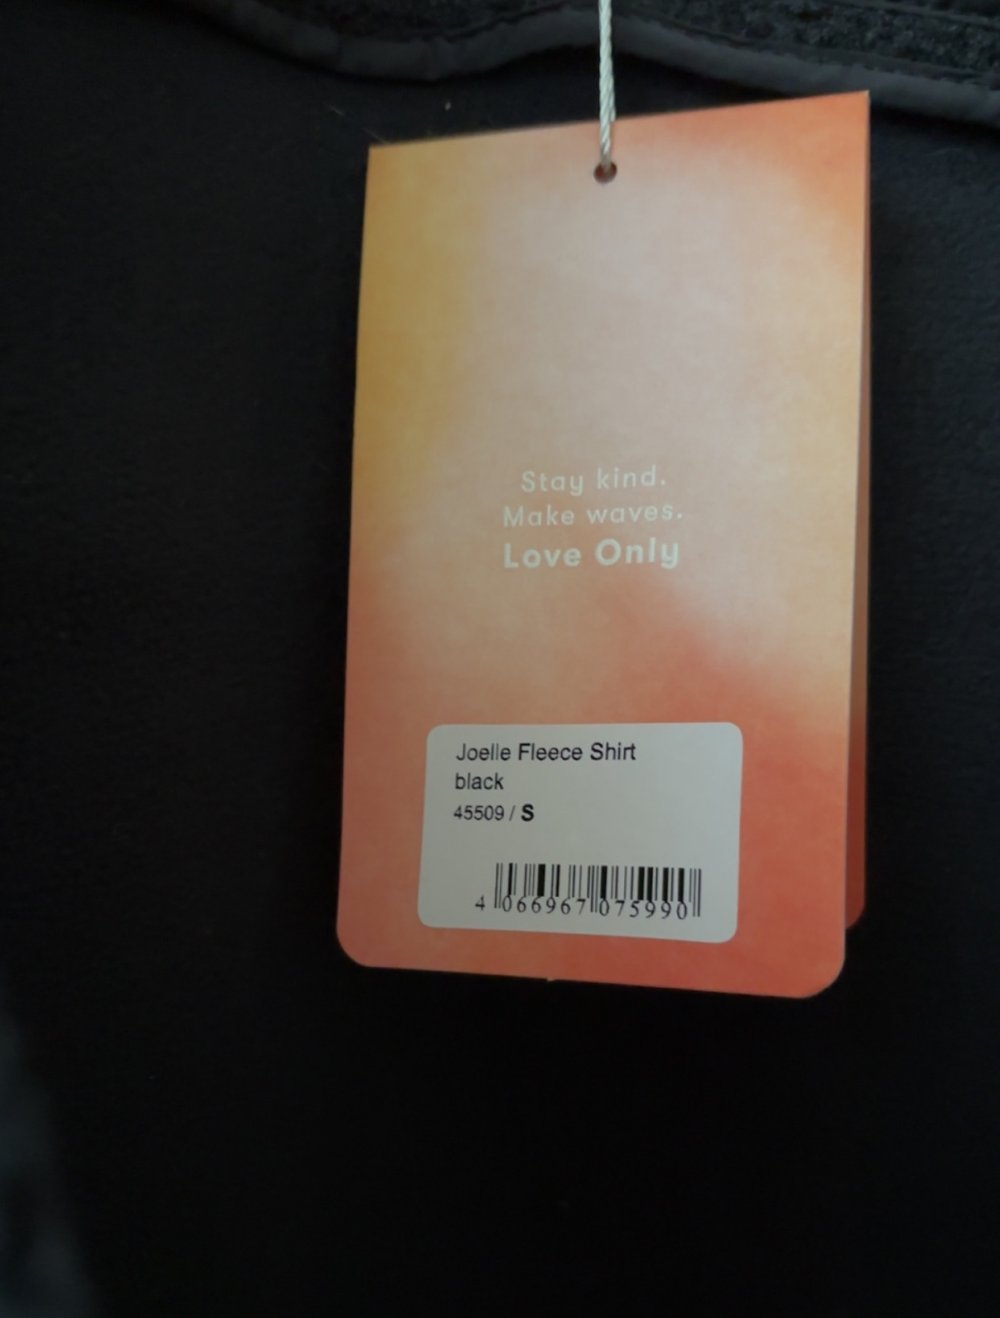 Stay kind.
Make waves.
Love Only
Joelle Fleece Shirt
black
45509 / S
4 066967 075990